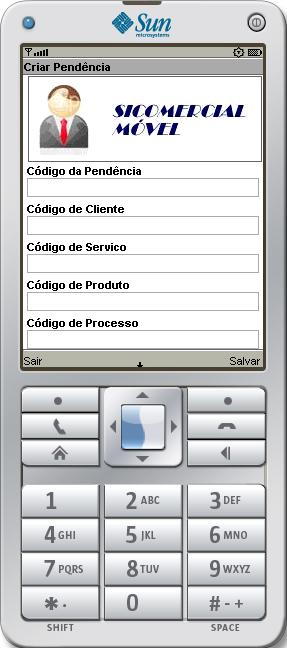 Sun
microsystems
Criar Pendência
SICOMERCIAL
MÓVEL
Código da Pendência
Código de Cliente
Código de Servico
Código de Produto
Código de Processo
Sair Salvar
1 2 ABC 3 DEF
4 GHI 5 JKL 6 MNO
7 PQRS 8 TUV 9 WXYZ
* . 0 # - +
SHIFT SPACE